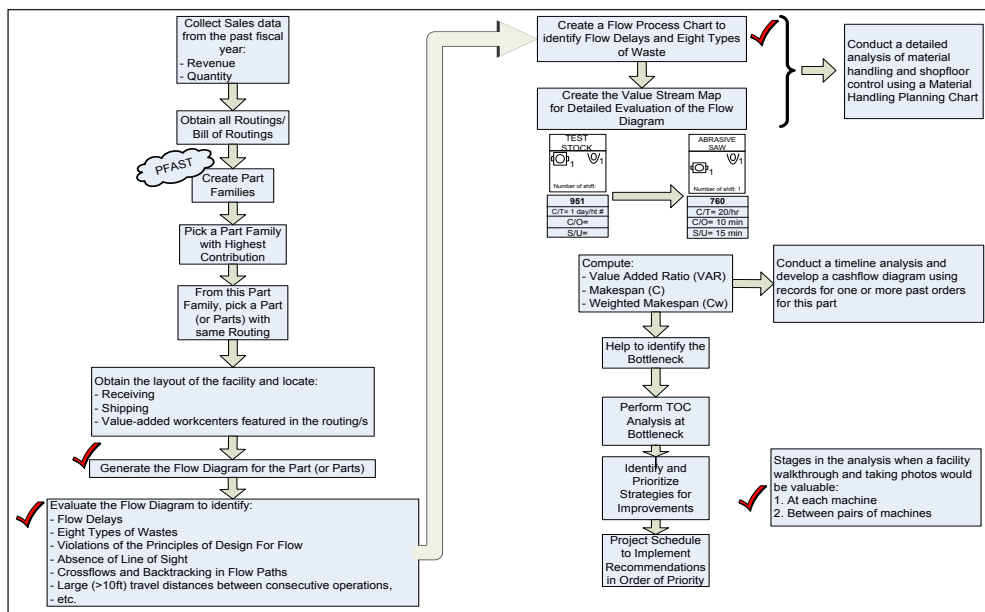 Collect Sales data
from the past fiscal
year:
- Revenue
- Quantity
Obtain all Routings/
Bill of Routings
PFAST
Create Part
Families
Pick a Part Family
with Highest
Contribution
From this Part
Family, pick a Part
(or Parts) with
same Routing
Obtain the layout of the facility and locate:
- Receiving
- Shipping
- Value-added workcenters featured in the routing/s
Generate the Flow Diagram for the Part (or Parts)
Evaluate the Flow Diagram to identify:
- Flow Delays
- Eight Types of Wastes
- Violations of the Principles of Design For Flow
- Absence of Line of Sight
- Crossflows and Backtracking in Flow Paths
- Large (>10ft) travel distances between consecutive operations,
- etc.
Create a Flow Process Chart to
identify Flow Delays and Eight Types
of Waste
Conduct a detailed
analysis of material
handling and shopfloor
control using a Material
Handling Planning Chart
Create the Value Stream Map
for Detailed Evaluation of the Flow
Diagram
TEST
STOCK
1
1
Number of shift:
951
C/T= 1 day/ht #
C/O=
S/U=
ABRASIVE
SAW
1
1
Number of shift: 1
760
C/T= 20/hr
C/O= 10 min
S/U= 15 min
Compute:
- Value Added Ratio (VAR)
- Makespan (C)
- Weighted Makespan (Cw)
Conduct a timeline analysis and
develop a cashflow diagram using
records for one or more past orders
for this part
Help to identify the
Bottleneck
Perform TOC
Analysis at
Bottleneck
Identify and
Prioritize
Strategies for
Improvements
Project Schedule
to Implement
Recommendations
in Order of Priority
Stages in the analysis when a facility
walkthrough and taking photos would
be valuable:
1. At each machine
2. Between pairs of machines